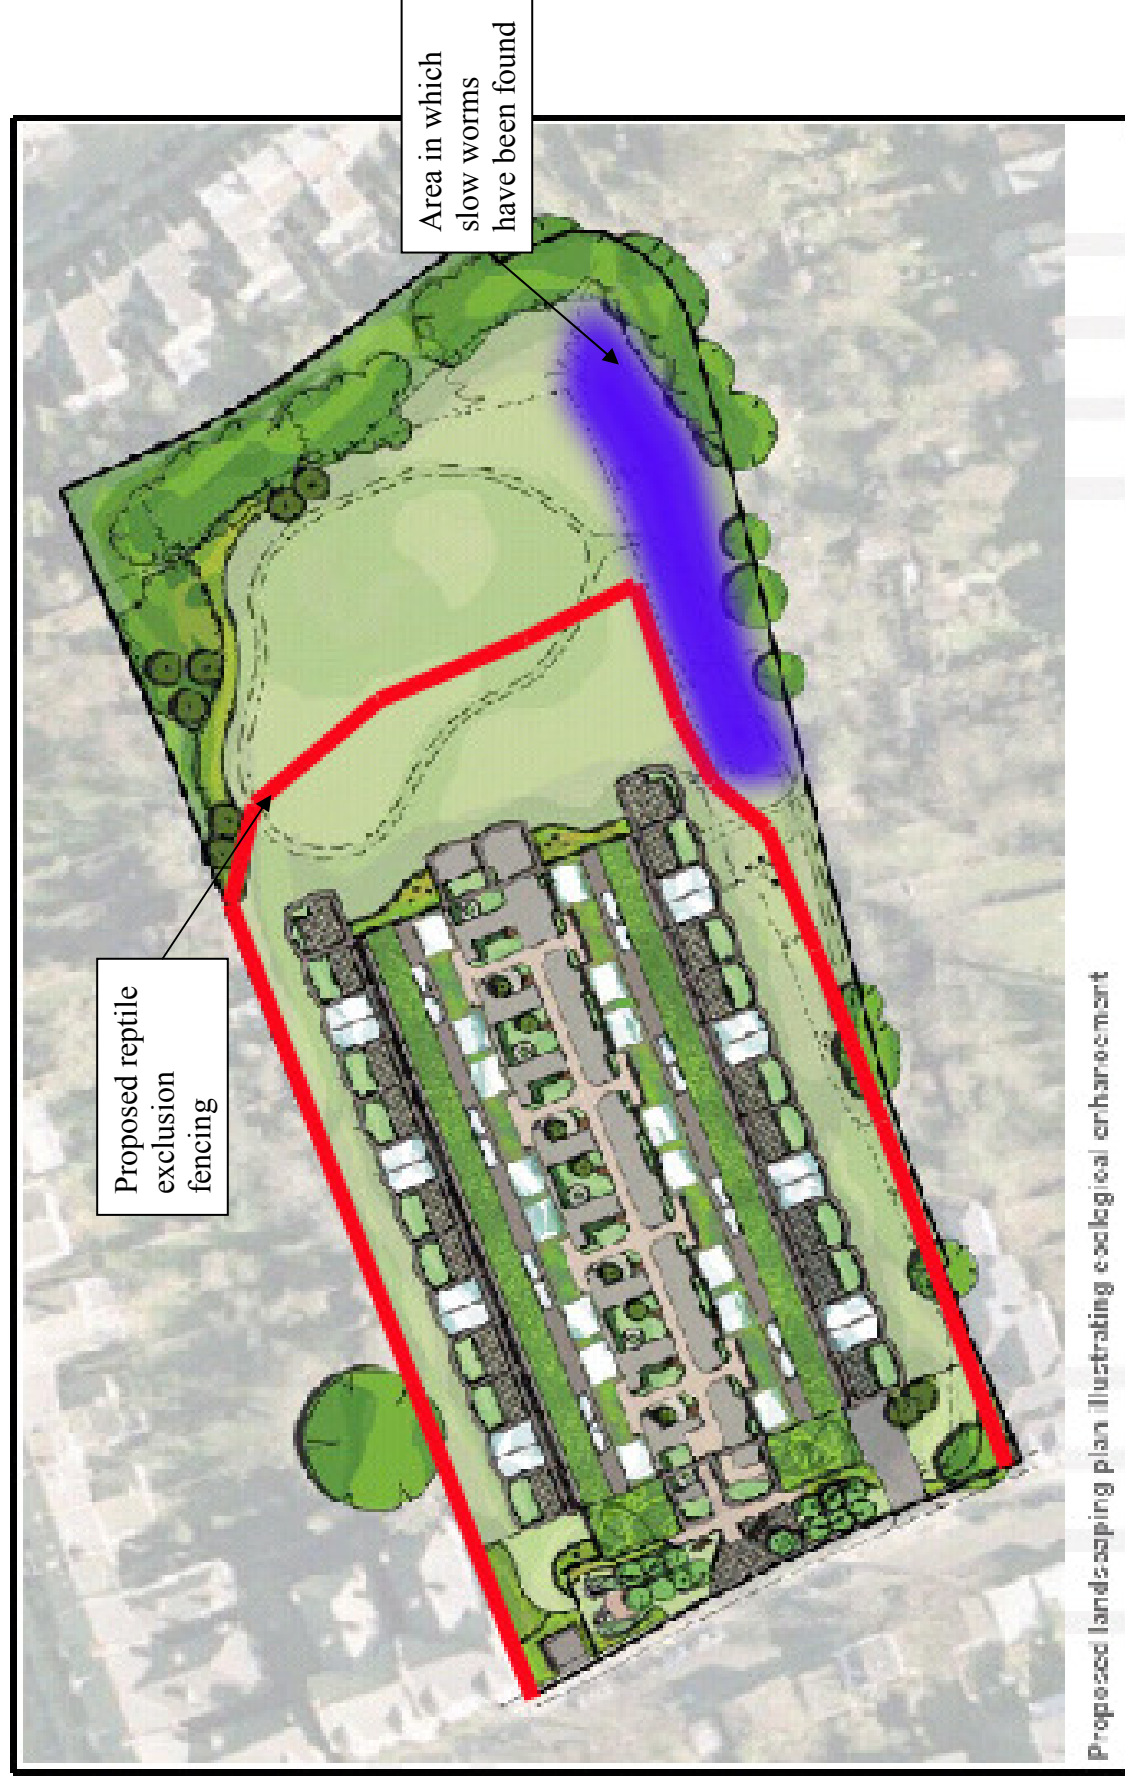 Area in which
slow worms
have been found
Proposed reptile
exclusion
fencing
Proposed landscaping plan illustrating ecological enhancement